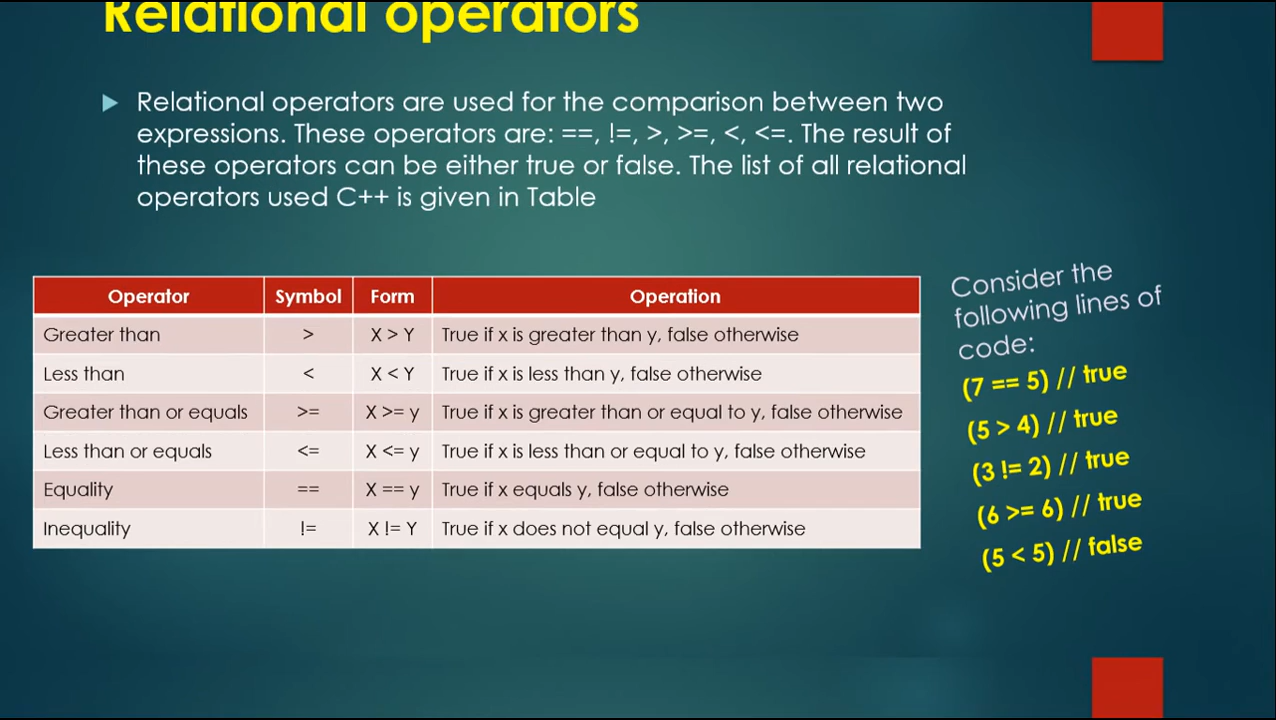 Relational operators
Relational operators are used for the comparison between two
expressions. These operators are: ==, !=, >, >=, <, <=. The result of
these operators can be either true or false. The list of all relational
operators used C++ is given in Table
Operator Symbol Form Operation
Greater than > X > Y True if x is greater than y, false otherwise
Less than < X < Y True if x is less than y, false otherwise
Greater than or equals >= X >= y True if x is greater than or equal to y, false otherwise
Less than or equals <= X <= y True if x is less than or equal to y, false otherwise
Equality == X == y True if x equals y, false otherwise
Inequality != X != Y True if x does not equal y, false otherwise
Consider the
following lines of
code:
(7 == 5) // true
(5 > 4) // true
(3 != 2) // true
(6 >= 6) // true
(5 < 5) // false